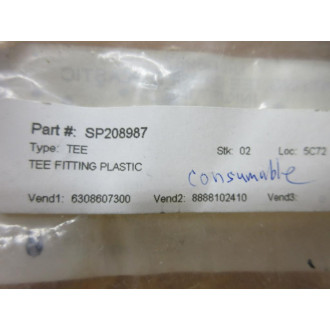 Part #: SP208987
Type: TEE Stk: 02 Loc: 5C72
TEE FITTING PLASTIC
consumable
Vend1: 6308607300 Vend2: 8888102410 Vend3: